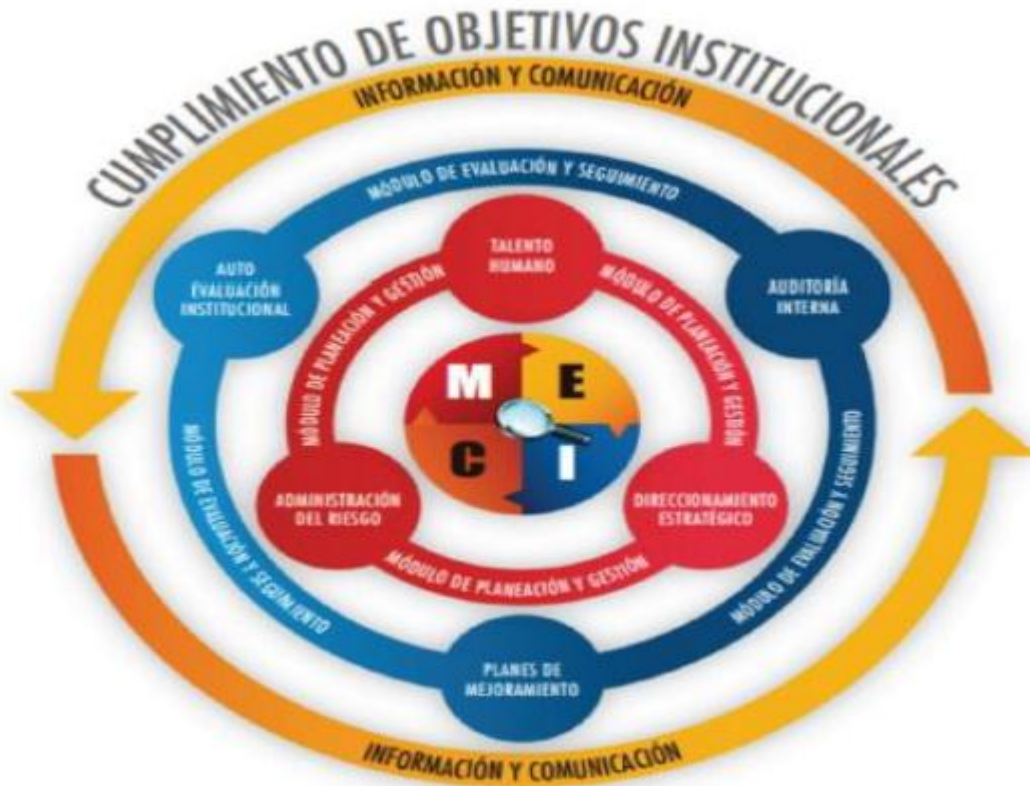 CUMPLIMIENTO DE OBJETIVOS INSTITUCIONALES
INFORMACIÓN Y COMUNICACIÓN
MÓDULO DE EVALUACIÓN Y SEGUIMIENTO
AUTO
EVALUACIÓN
INSTITUCIONAL
TALENTO
HUMANO
AUDITORÍA
INTERNA
MÓDULO DE PLANEACIÓN Y GESTIÓN
MÓDULO DE PLANEACIÓN Y GESTIÓN
M E
C I
ADMINISTRACIÓN
DEL RIESGO
DIRECCIONAMIENTO
ESTRATÉGICO
MÓDULO DE PLANEACIÓN Y GESTIÓN
MÓDULO DE EVALUACIÓN Y SEGUIMIENTO
MÓDULO DE EVALUACIÓN Y SEGUIMIENTO
PLANES DE
MEJORAMIENTO
INFORMACIÓN Y COMUNICACIÓN